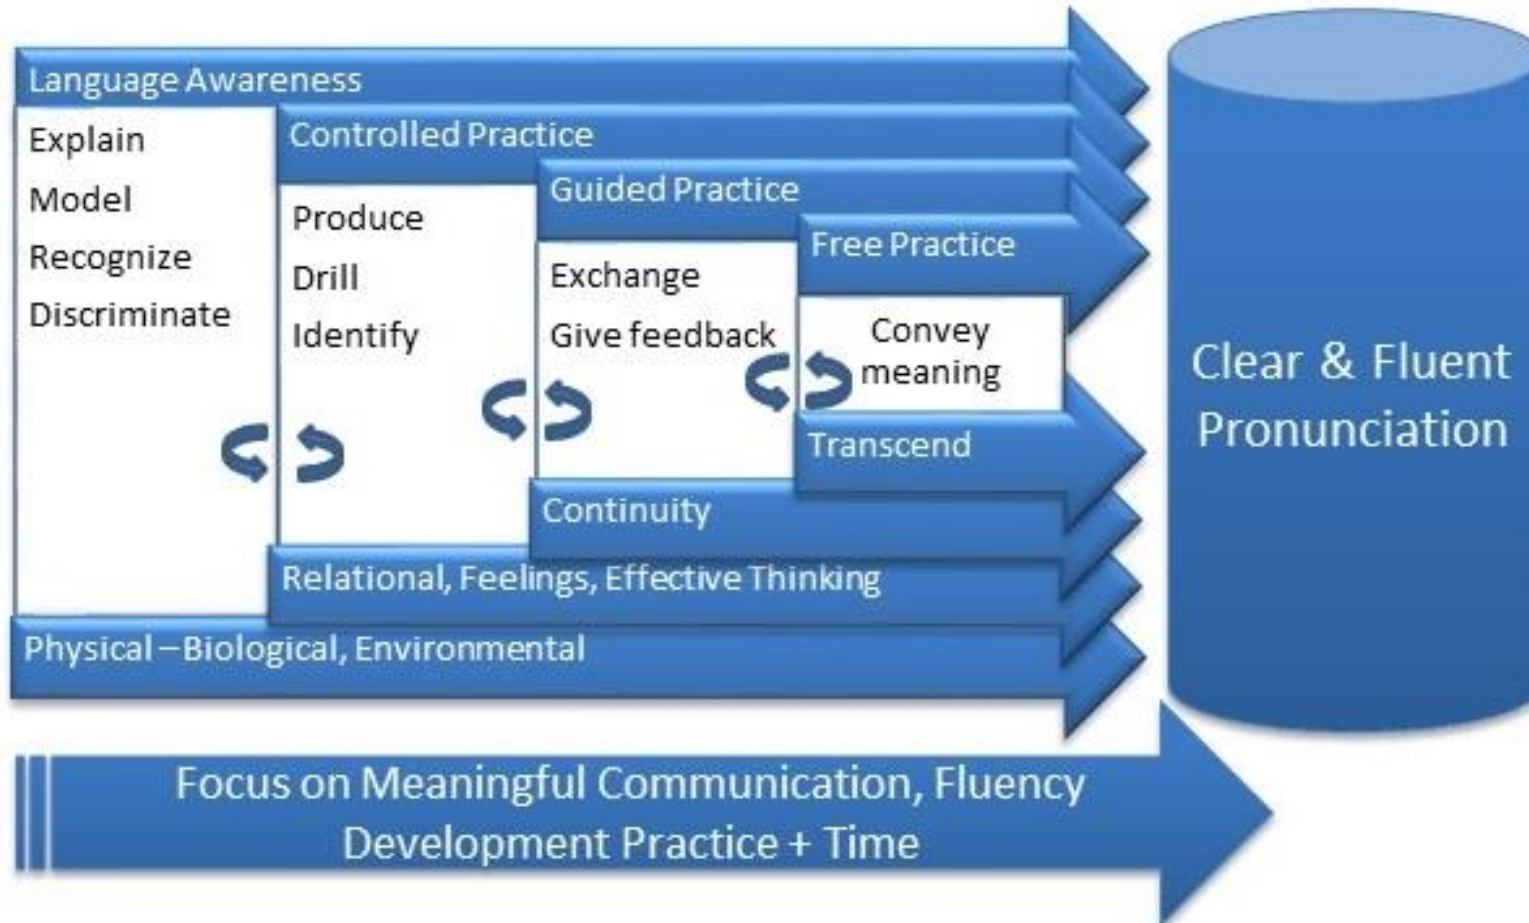 Language Awareness
Explain
Model
Recognize
Discriminate
Controlled Practice
Produce
Drill
Identify
Guided Practice
Exchange
Give feedback
Free Practice
Convey
meaning
Transcend
Continuity
Relational, Feelings, Effective Thinking
Physical – Biological, Environmental
Clear & Fluent
Pronunciation
Focus on Meaningful Communication, Fluency
Development Practice + Time